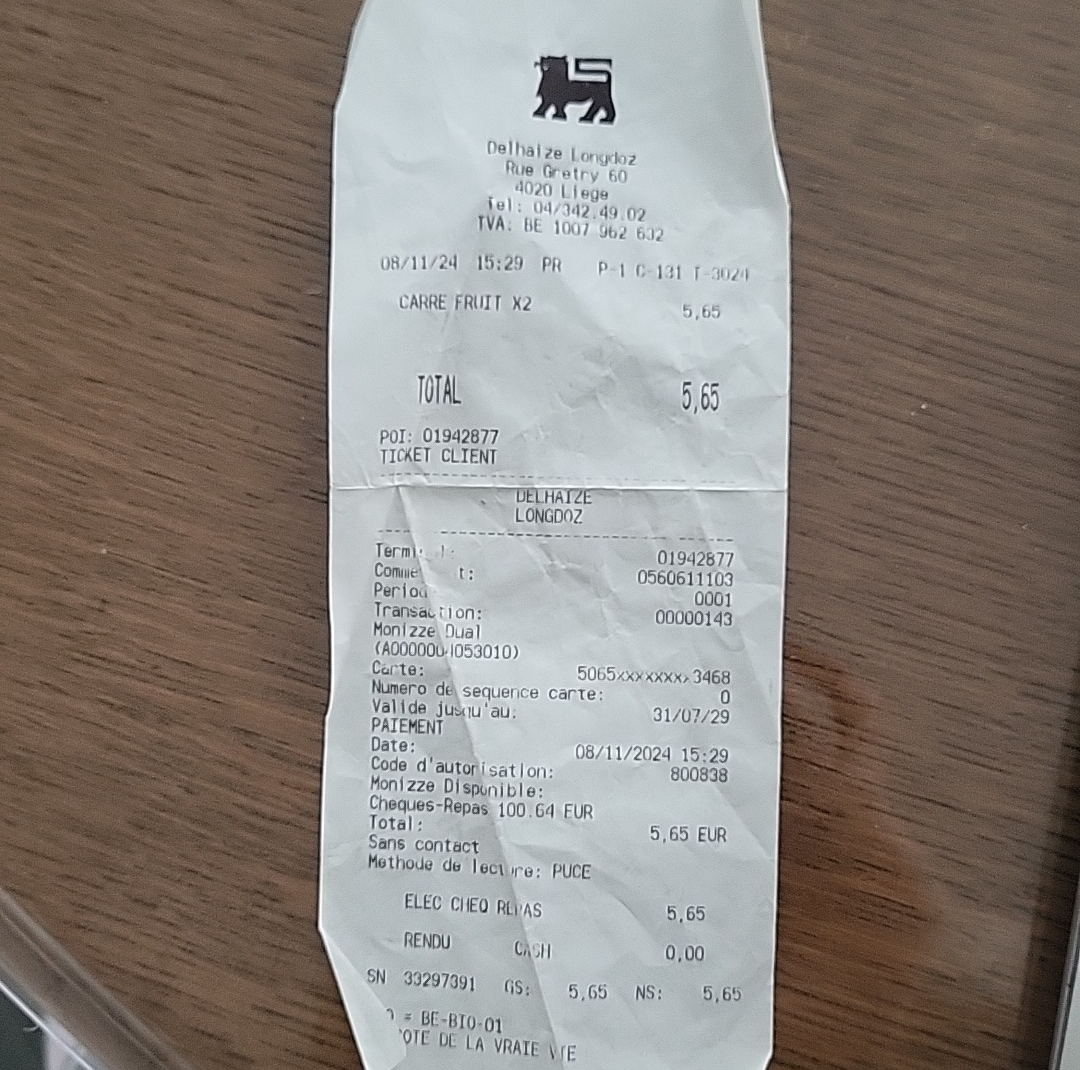 Delhaize Longdoz
Rue Gretry 60
4020 Liege
Tel: 04/342.49.02
TVA: BE 1007 962 632
08/11/24 15:29 PR P-1 C-131 T-3024
CARRE FRUIT X2 5,65
TOTAL 5,65
POI: 01942877
TICKET CLIENT
DELHAIZE
LONGDOZ
01942877
0560611103
0001
Transaction: 00000143
Monizze Dual
Carte: 5065xxxxxxxx3468
Numero de sequence carte: 0
Valide jusqu'au: 31/07/29
PAIEMENT
Date: 08/11/2024 15:29
Code d'autorisation: 800838
Monizze Disponible:
Cheques-Repas 100.64 EUR
Total: 5,65 EUR
Sans contact
Methode de lecture: PUCE
ELEC CHEQ REPAS 5,65
RENDU CASH 0,00
SN 33297391 GS: 5,65 NS: 5,65
= BE-BIO-01
DE LA VRAIE VIE